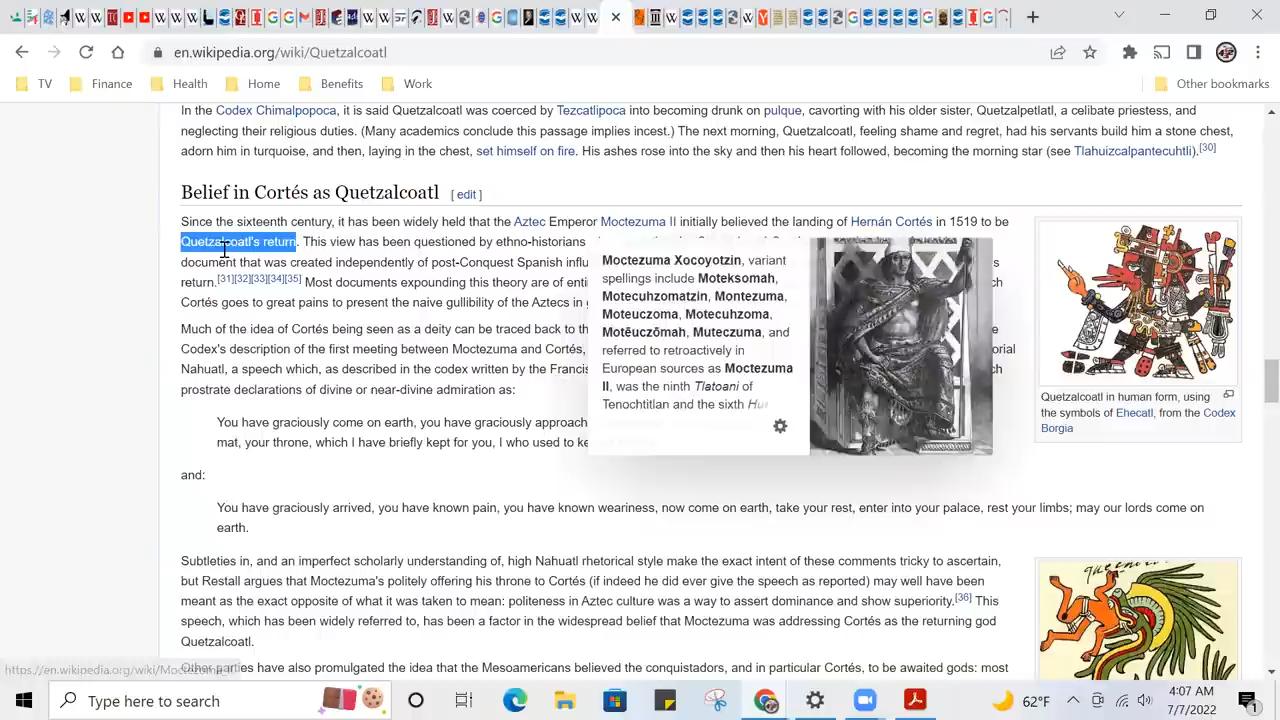 en.wikipedia.org/wiki/Quetzalcoatl
TV Finance Health Home Benefits Work Other bookmarks
In the Codex Chimalpopoca, it is said Quetzalcoatl was coerced by Tezcatlipoca into becoming drunk on pulque, cavorting with his older sister, Quetzalpetlatl, a celibate priestess, and
neglecting their religious duties. (Many academics conclude this passage implies incest.) The next morning, Quetzalcoatl, feeling shame and regret, had his servants build him a stone chest,
adorn him in turquoise, and then, laying in the chest, set himself on fire. His ashes rose into the sky and then his heart followed, becoming the morning star (see Tlahuizcalpantecuhtli).[30]
Belief in Cortés as Quetzalcoatl [ edit ]
Since the sixteenth century, it has been widely held that the Aztec Emperor Moctezuma II initially believed the landing of Hernán Cortés in 1519 to be
Quetzalcoatl's return. This view has been questioned by ethno-historians
document that was created independently of post-Conquest Spanish influ
return.[31][32][33][34][35] Most documents expounding this theory are of enti
Cortés goes to great pains to present the naive gullibility of the Aztecs in
Much of the idea of Cortés being seen as a deity can be traced back to th
Codex's description of the first meeting between Moctezuma and Cortés,
Nahuatl, a speech which, as described in the codex written by the Francis
prostrate declarations of divine or near-divine admiration as:
You have graciously come on earth, you have graciously approach
mat, your throne, which I have briefly kept for you, I who used to ke
and:
You have graciously arrived, you have known pain, you have known weariness, now come on earth, take your rest, enter into your palace, rest your limbs; may our lords come on
earth.
Subtleties in, and an imperfect scholarly understanding of, high Nahuatl rhetorical style make the exact intent of these comments tricky to ascertain,
but Restall argues that Moctezuma's politely offering his throne to Cortés (if indeed he did ever give the speech as reported) may well have been
meant as the exact opposite of what it was taken to mean: politeness in Aztec culture was a way to assert dominance and show superiority.[36] This
speech, which has been widely referred to, has been a factor in the widespread belief that Moctezuma was addressing Cortés as the returning god
Quetzalcoatl.
Other parties have also promulgated the idea that the Mesoamericans believed the conquistadors, and in particular Cortés, to be awaited gods: most
Moctezuma Xocoyotzin, variant
spellings include Moteksomah,
Motecuhzomatzin, Montezuma,
Moteuczoma, Motecuhzoma,
Motēuczōmah, Muteczuma, and
referred to retroactively in
European sources as Moctezuma
II, was the ninth Tlatoani of
Tenochtitlan and the sixth
Quetzalcoatl in human form, using
the symbols of Ehecatl, from the Codex
Borgia
https://en.wikipedia.org/wiki/Moctezuma_II
Type here to search
62°F
4:07 AM
7/7/2022